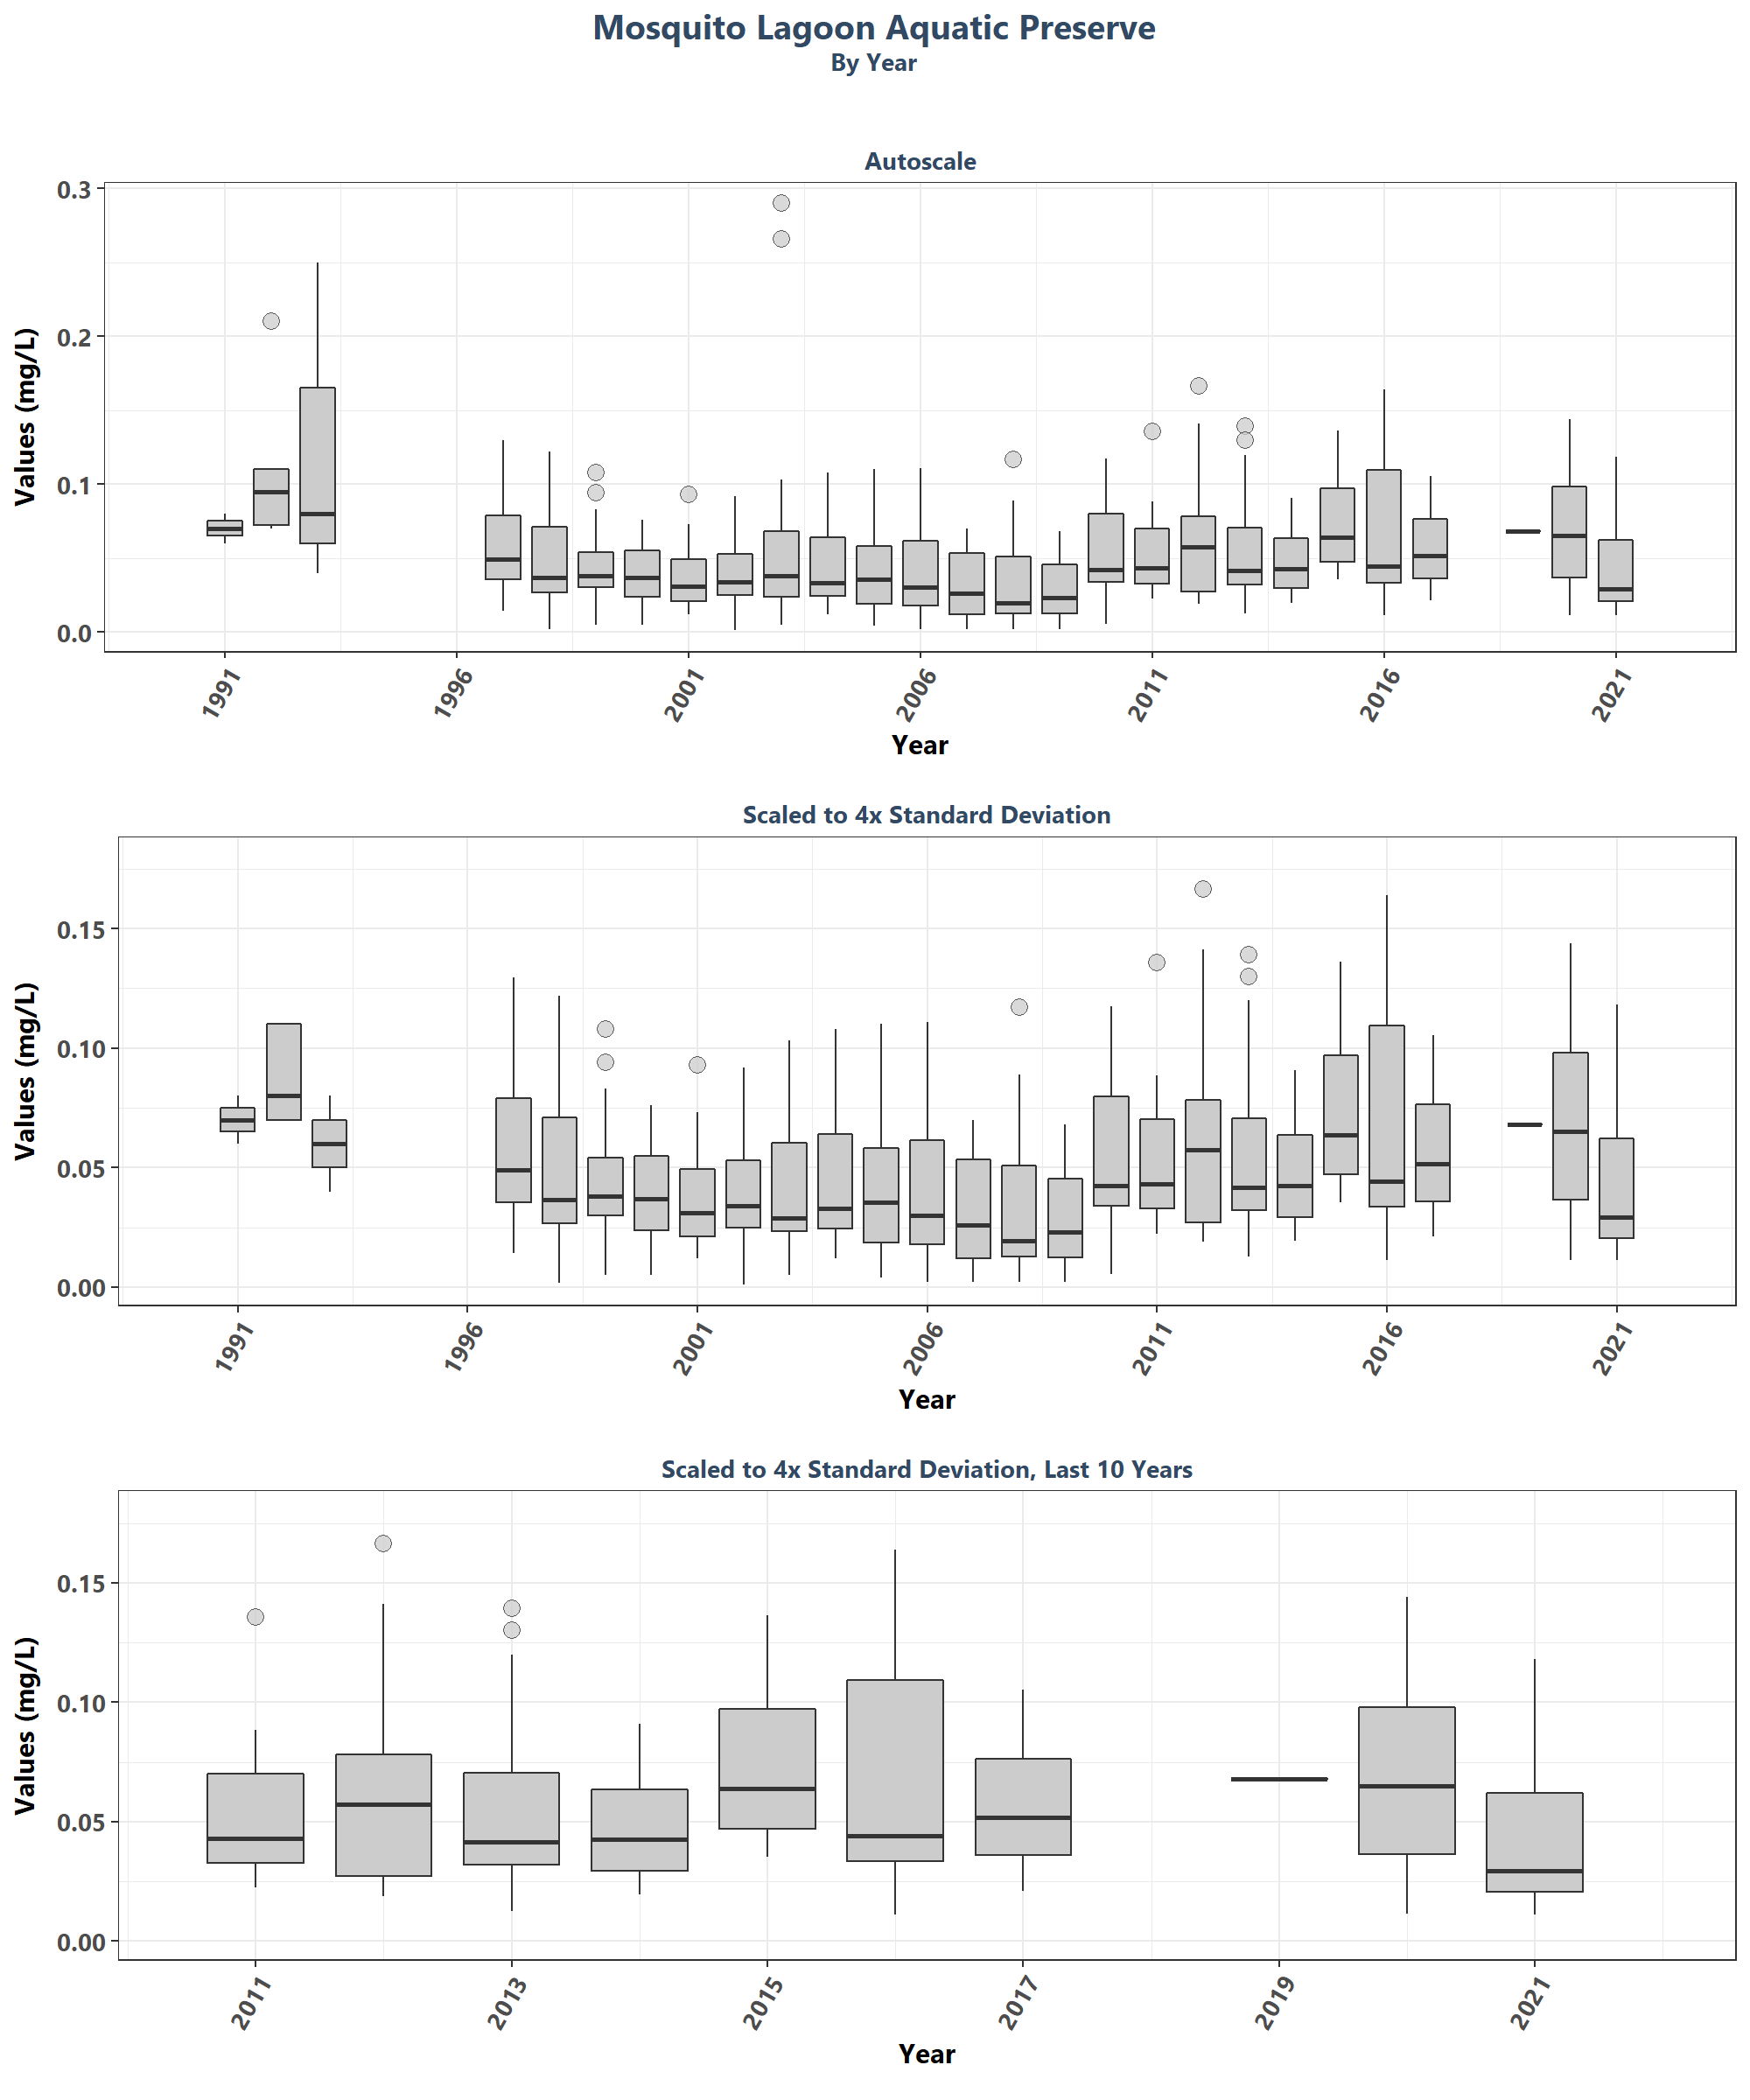 Mosquito Lagoon Aquatic Preserve
By Year
Autoscale
Values (mg/L)
0.3
0.2
0.1
0.0
1991 1996 2001 2006 2011 2016 2021
Year
Scaled to 4x Standard Deviation
Values (mg/L)
0.15
0.10
0.05
0.00
1991 1996 2001 2006 2011 2016 2021
Year
Scaled to 4x Standard Deviation, Last 10 Years
Values (mg/L)
0.15
0.10
0.05
0.00
2011 2013 2015 2017 2019 2021
Year